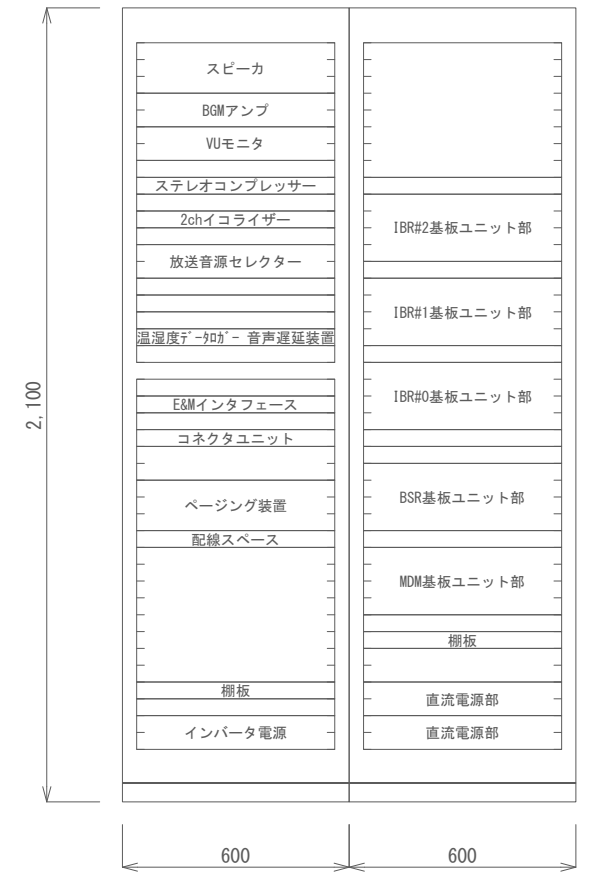 スピーカ
BGMアンプ
VUモニタ
ステレオコンプレッサー
2chイコライザー
放送音源セレクター
温湿度ﾃﾞｰﾀﾛｶﾞｰ 音声遅延装置
E&Mインタフェース
コネクタユニット
ページング装置
配線スペース
棚板
インバータ電源
IBR#2基板ユニット部
IBR#1基板ユニット部
IBR#0基板ユニット部
BSR基板ユニット部
MDM基板ユニット部
棚板
直流電源部
直流電源部
2,100
600
600